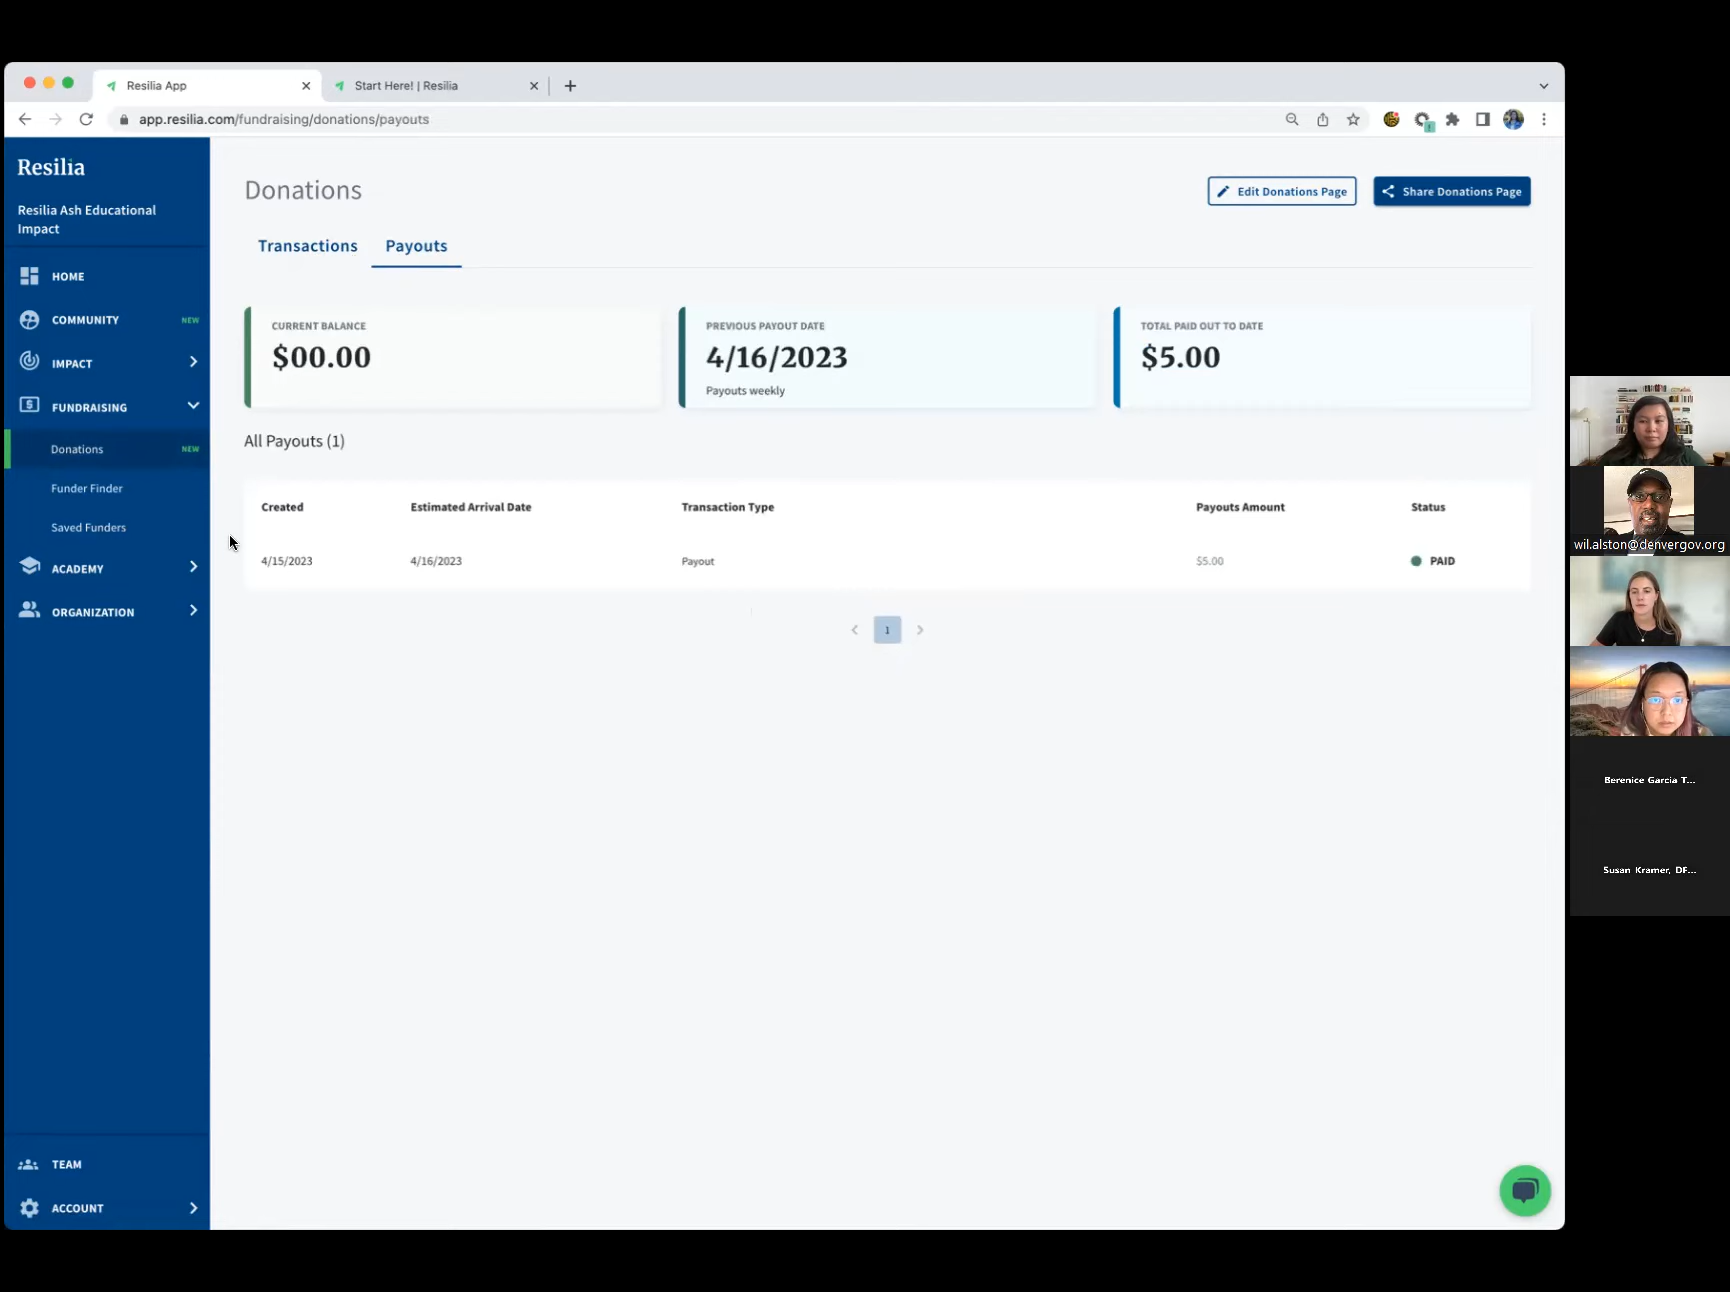 Resilia App
Start Here! | Resilia
app.resilia.com/fundraising/donations/payouts
Resilia
Resilia Ash Educational
Impact
HOME
COMMUNITY NEW
IMPACT
FUNDRAISING
Donations NEW
Funder Finder
Saved Funders
ACADEMY
ORGANIZATION
TEAM
ACCOUNT
Donations
Edit Donations Page
Share Donations Page
Transactions Payouts
CURRENT BALANCE
$00.00
PREVIOUS PAYOUT DATE
4/16/2023
Payouts weekly
TOTAL PAID OUT TO DATE
$5.00
All Payouts (1)
Created Estimated Arrival Date Transaction Type Payouts Amount Status
4/15/2023 4/16/2023 Payout $5.00 PAID
1
wil.alston@denvergov.org
Berenice Garcia T...
Susan Kramer, DF...